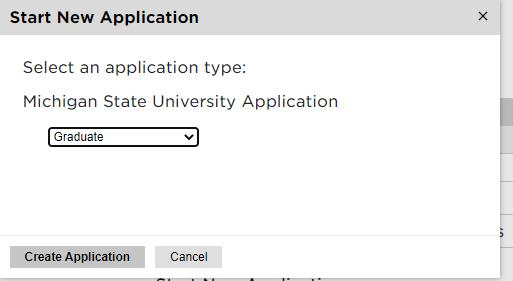 Start New Application ×
Select an application type:
Michigan State University Application
Graduate
Create Application Cancel